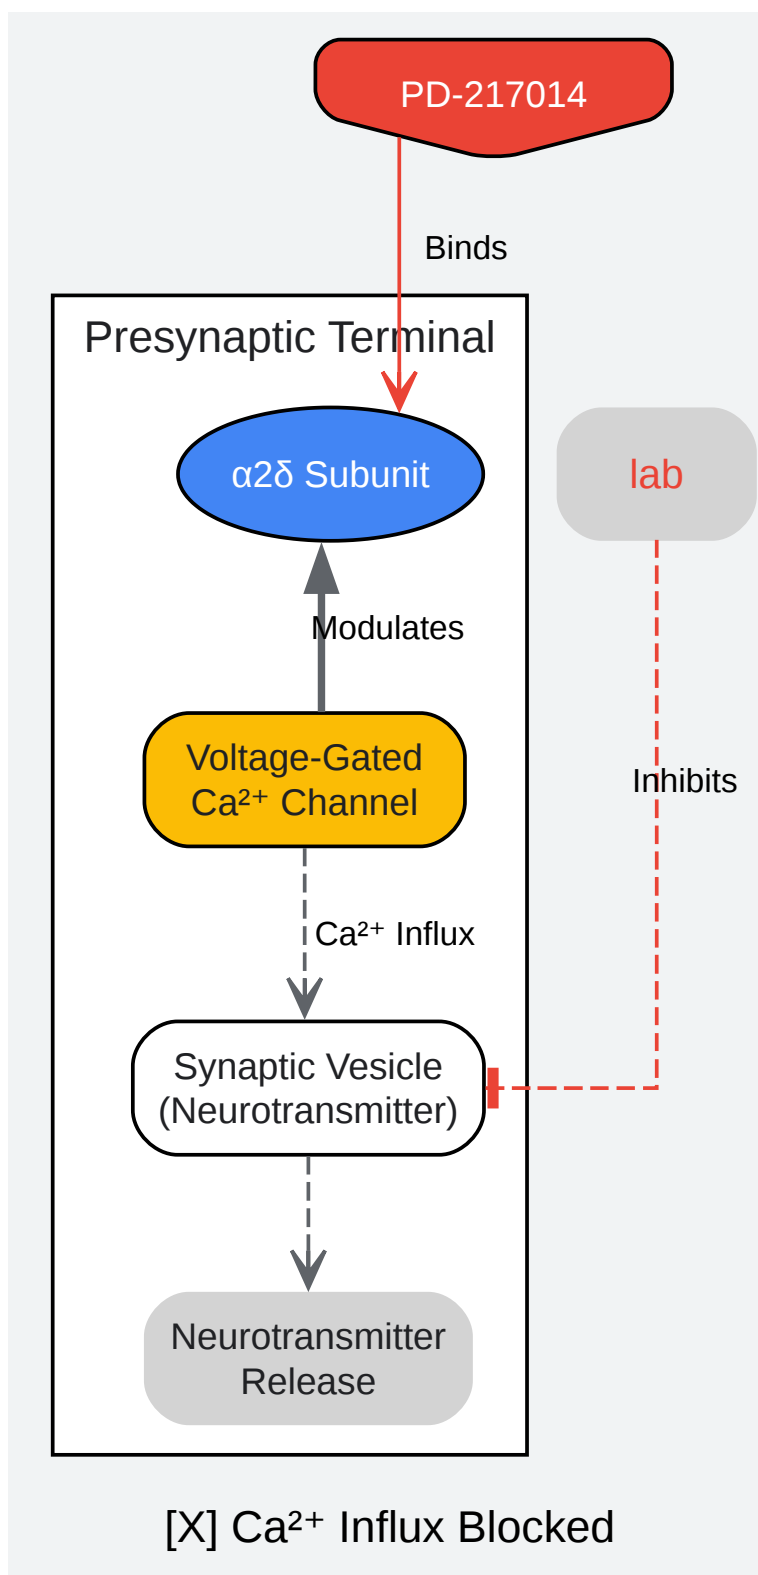 PD-217014
Binds
Presynaptic Terminal
α2δ Subunit
lab
Modulates
Voltage-Gated
Ca²⁺ Channel
Inhibits
Ca²⁺ Influx
Synaptic Vesicle
(Neurotransmitter)
Neurotransmitter
Release
[X] Ca²⁺ Influx Blocked